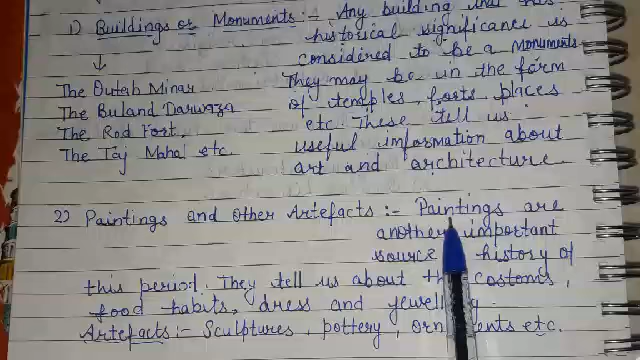 1) Buildings or Monuments :- Any building that has
historical significance is
↓ considered to be a Monuments
The Qutab Minar They may be in the form
The Buland Darwaza of temples, forts, places
The Red Fort etc. These tell us
The Taj Mahal etc. useful information about
art and architecture
2) Paintings and Other Artefacts :- Paintings are
another important
source history of
this period. They tell us about the costoms,
food habits, dress and jewellery
Artefacts :- Sculptures, pottery, etc.